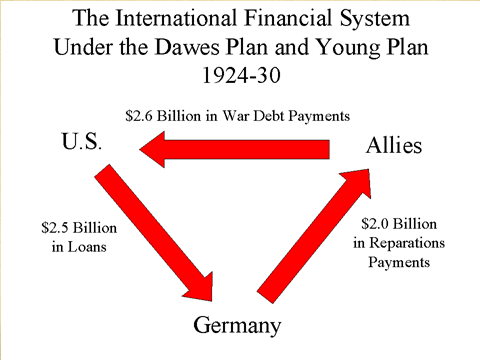 The International Financial System
Under the Dawes Plan and Young Plan
1924-30
$2.6 Billion in War Debt Payments
U.S.
Allies
$2.5 Billion
in Loans
$2.0 Billion
in Reparations
Payments
Germany